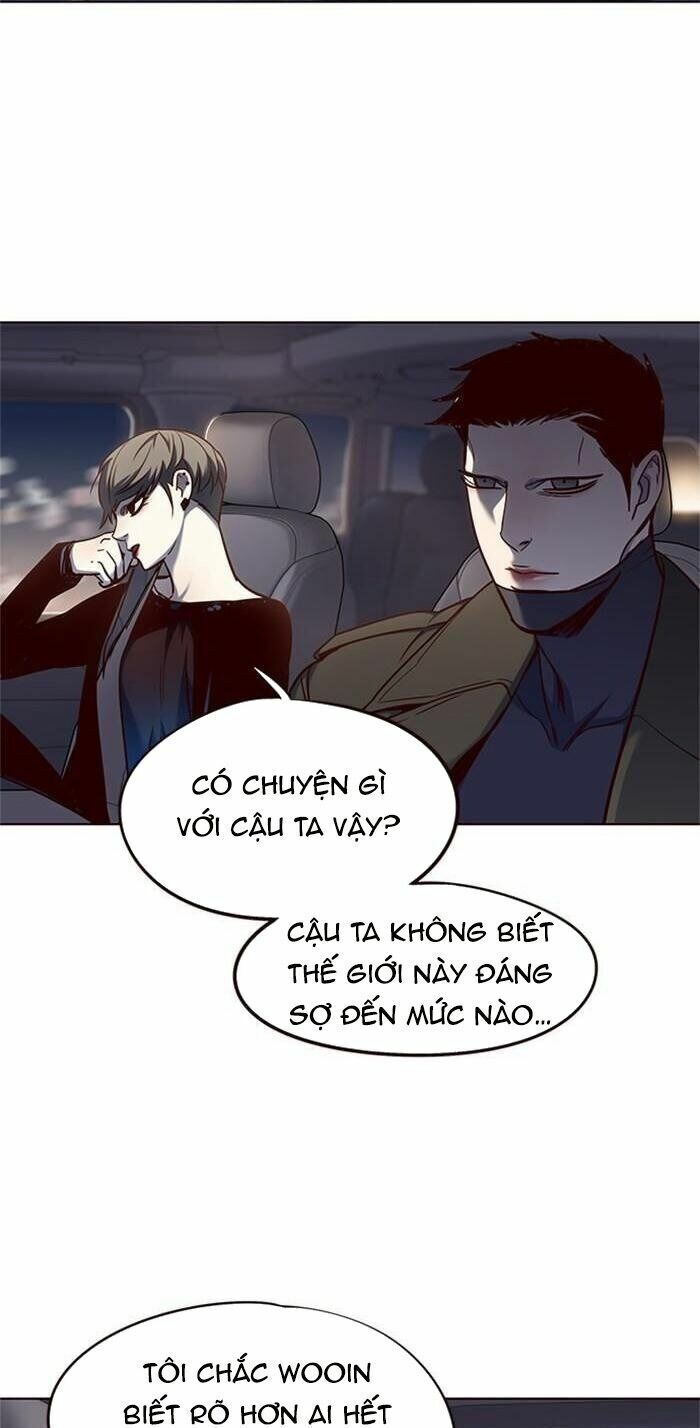 CÓ CHUYỆN GÌ
VỚI CẬU TA VẬY?
CẬU TA KHÔNG BIẾT
THẾ GIỚI NÀY ĐÁNG
SỢ ĐẾN MỨC NÀO...
TÔI CHẮC WOOIN
BIẾT RÕ HƠN AI HẾT